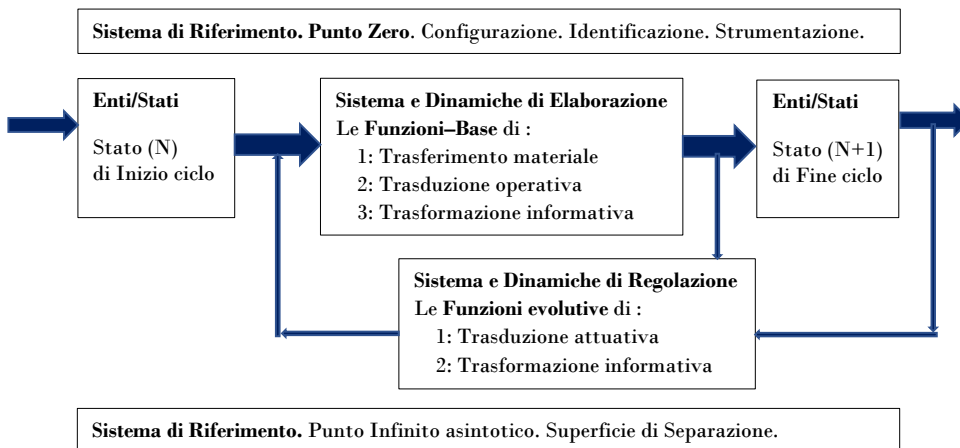 Sistema di Riferimento. Punto Zero. Configurazione. Identificazione. Strumentazione.
Enti/Stati
Stato (N)
di Inizio ciclo
Sistema e Dinamiche di Elaborazione
Le Funzioni–Base di :
1: Trasferimento materiale
2: Trasduzione operativa
3: Trasformazione informativa
Enti/Stati
Stato (N+1)
di Fine ciclo
Sistema e Dinamiche di Regolazione
Le Funzioni evolutive di :
1: Trasduzione attuativa
2: Trasformazione informativa
Sistema di Riferimento. Punto Infinito asintotico. Superficie di Separazione.